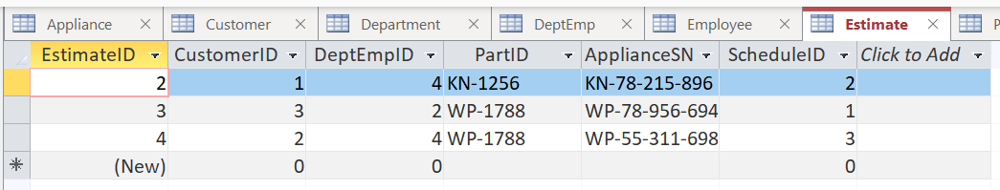 Appliance × Customer × Department × DeptEmp × Employee × Estimate × P
EstimateID CustomerID DeptEmpID PartID ApplianceSN ScheduleID Click to Add
2 1 4 KN-1256 KN-78-215-896 2
3 3 2 WP-1788 WP-78-956-694 1
4 2 4 WP-1788 WP-55-311-698 3
* (New) 0 0 0